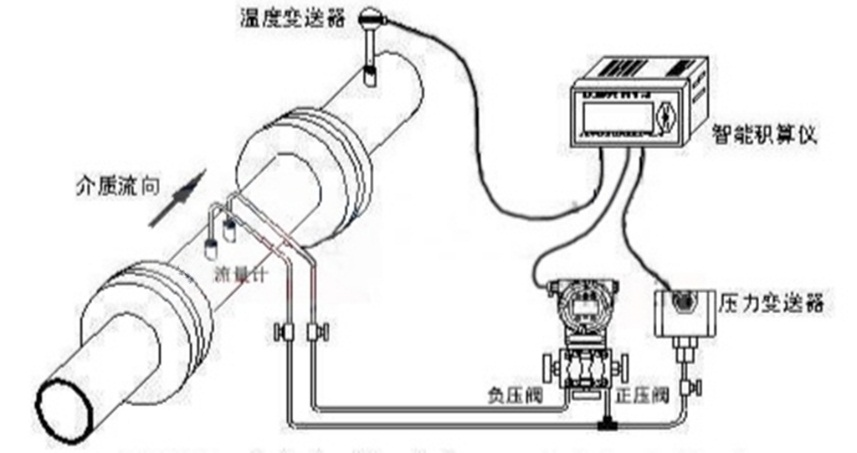 温度变送器
智能积算仪
介质流向
流量计
压力变送器
负压阀
正压阀